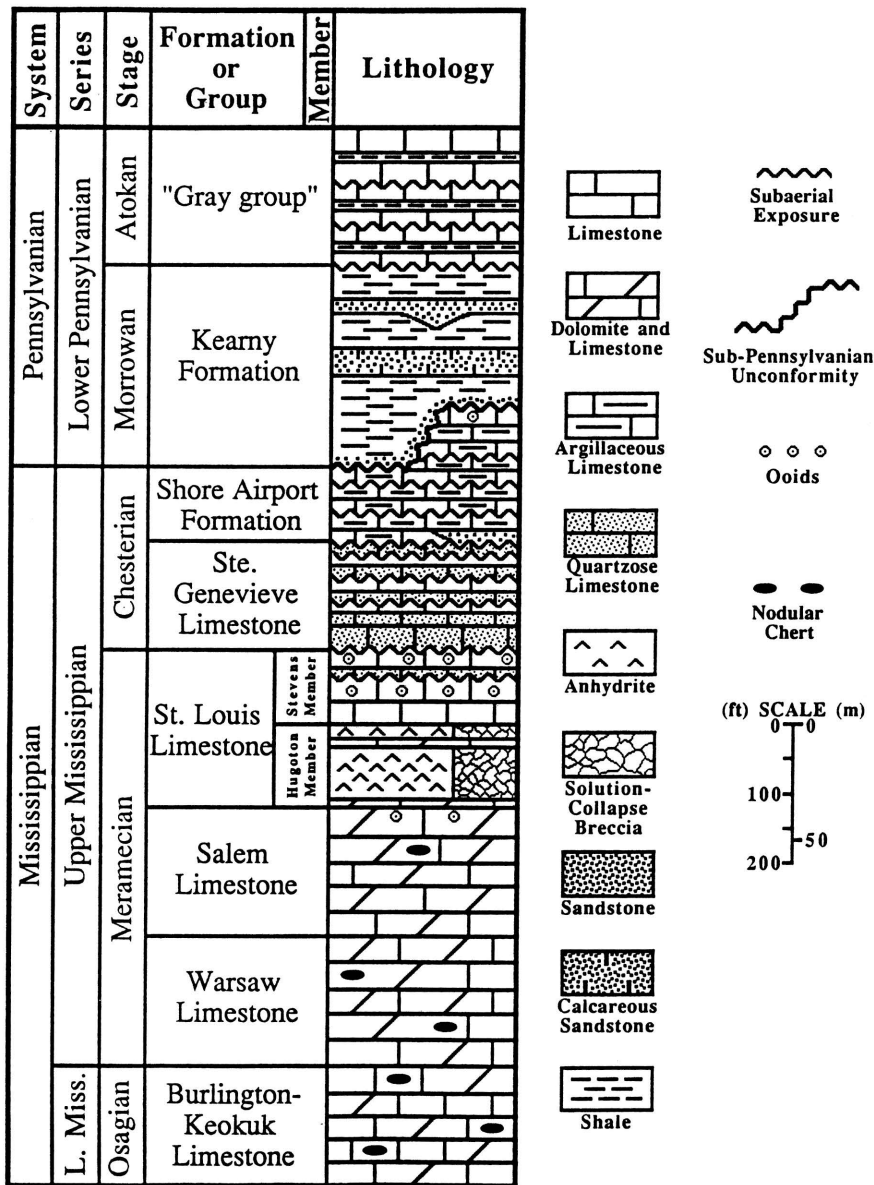 System
Series
Stage
Formation
or
Group
Member
Lithology
Pennsylvanian
Lower Pennsylvanian
Atokan
"Gray group"
Morrowan
Kearny
Formation
Mississippian
Upper Mississippian
Chesterian
Shore Airport
Formation
Ste.
Genevieve
Limestone
Meramecian
St. Louis
Limestone
Stevens
Member
Hugoton
Member
Salem
Limestone
Warsaw
Limestone
L. Miss.
Osagian
Burlington-
Keokuk
Limestone
Limestone
Dolomite and
Limestone
Argillaceous
Limestone
Quartzose
Limestone
Anhydrite
Solution-
Collapse
Breccia
Sandstone
Calcareous
Sandstone
Shale
Subaerial
Exposure
Sub-Pennsylvanian
Unconformity
Ooids
Nodular
Chert
(ft) SCALE (m)
0 0
100
50
200